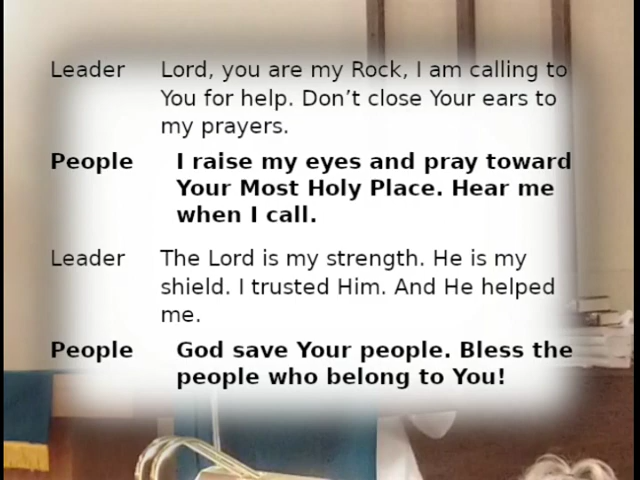 Leader Lord, you are my Rock, I am calling to
You for help. Don’t close Your ears to
my prayers.
People I raise my eyes and pray toward
Your Most Holy Place. Hear me
when I call.
Leader The Lord is my strength. He is my
shield. I trusted Him. And He helped
me.
People God save Your people. Bless the
people who belong to You!